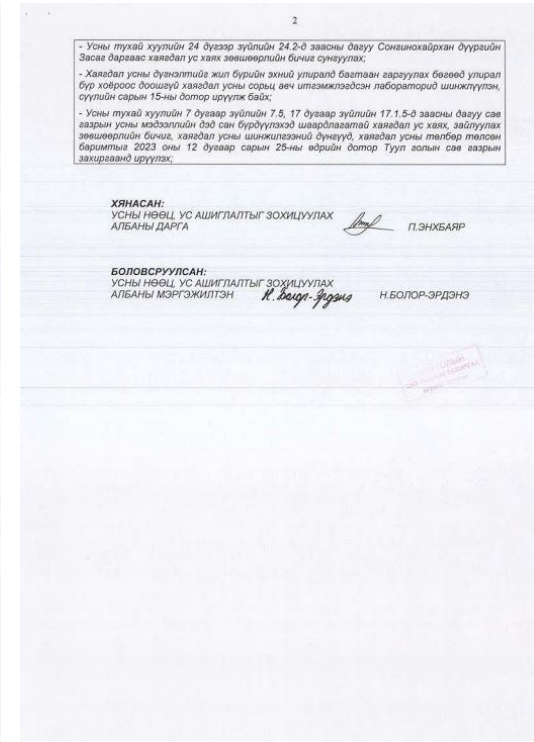 2
- Усны тухай хуулийн 24 дүгээр зүйлийн 24.2-д заасны дагуу Сонгинохайрхан дүүргийн
Засаг даргаас хаягдал ус хаях зөвшөөрлийн бичиг сунгуулах;
- Хаягдал усны дүгнэлтийг жил бүрийн эхний улиралд багтаан гаргуулах бөгөөд улирал
бүр хоёроос доошгүй хаягдал усны сорьц авч итгэмжлэгдсэн лабораторид шинжлүүлэн,
сүүлийн сарын 15-ны дотор ирүүлж байх;
- Усны тухай хуулийн 7 дугаар зүйлийн 7.5, 17 дугаар зүйлийн 17.1.5-д заасны дагуу сав
газрын усны мэдээллийн дэд сан бүрдүүлэхэд шаардлагатай хаягдал ус хаях, зайлуулах
зөвшөөрлийн бичиг, хаягдал усны шинжилгээний дүнгүүд, хаягдал усны төлбөр төлсөн
баримтыг 2023 оны 12 дугаар сарын 25-ны өдрийн дотор Туул голын сав газрын
захиргаанд ирүүлэх;
ХЯНАСАН:
УСНЫ НӨӨЦ, УС АШИГЛАЛТЫГ ЗОХИЦУУЛАХ
АЛБАНЫ ДАРГА П.ЭНХБАЯР
БОЛОВСРУУЛСАН:
УСНЫ НӨӨЦ, УС АШИГЛАЛТЫГ ЗОХИЦУУЛАХ
АЛБАНЫ МЭРГЭЖИЛТЭН Н.Болор-Эрдэнэ Н.БОЛОР-ЭРДЭНЭ